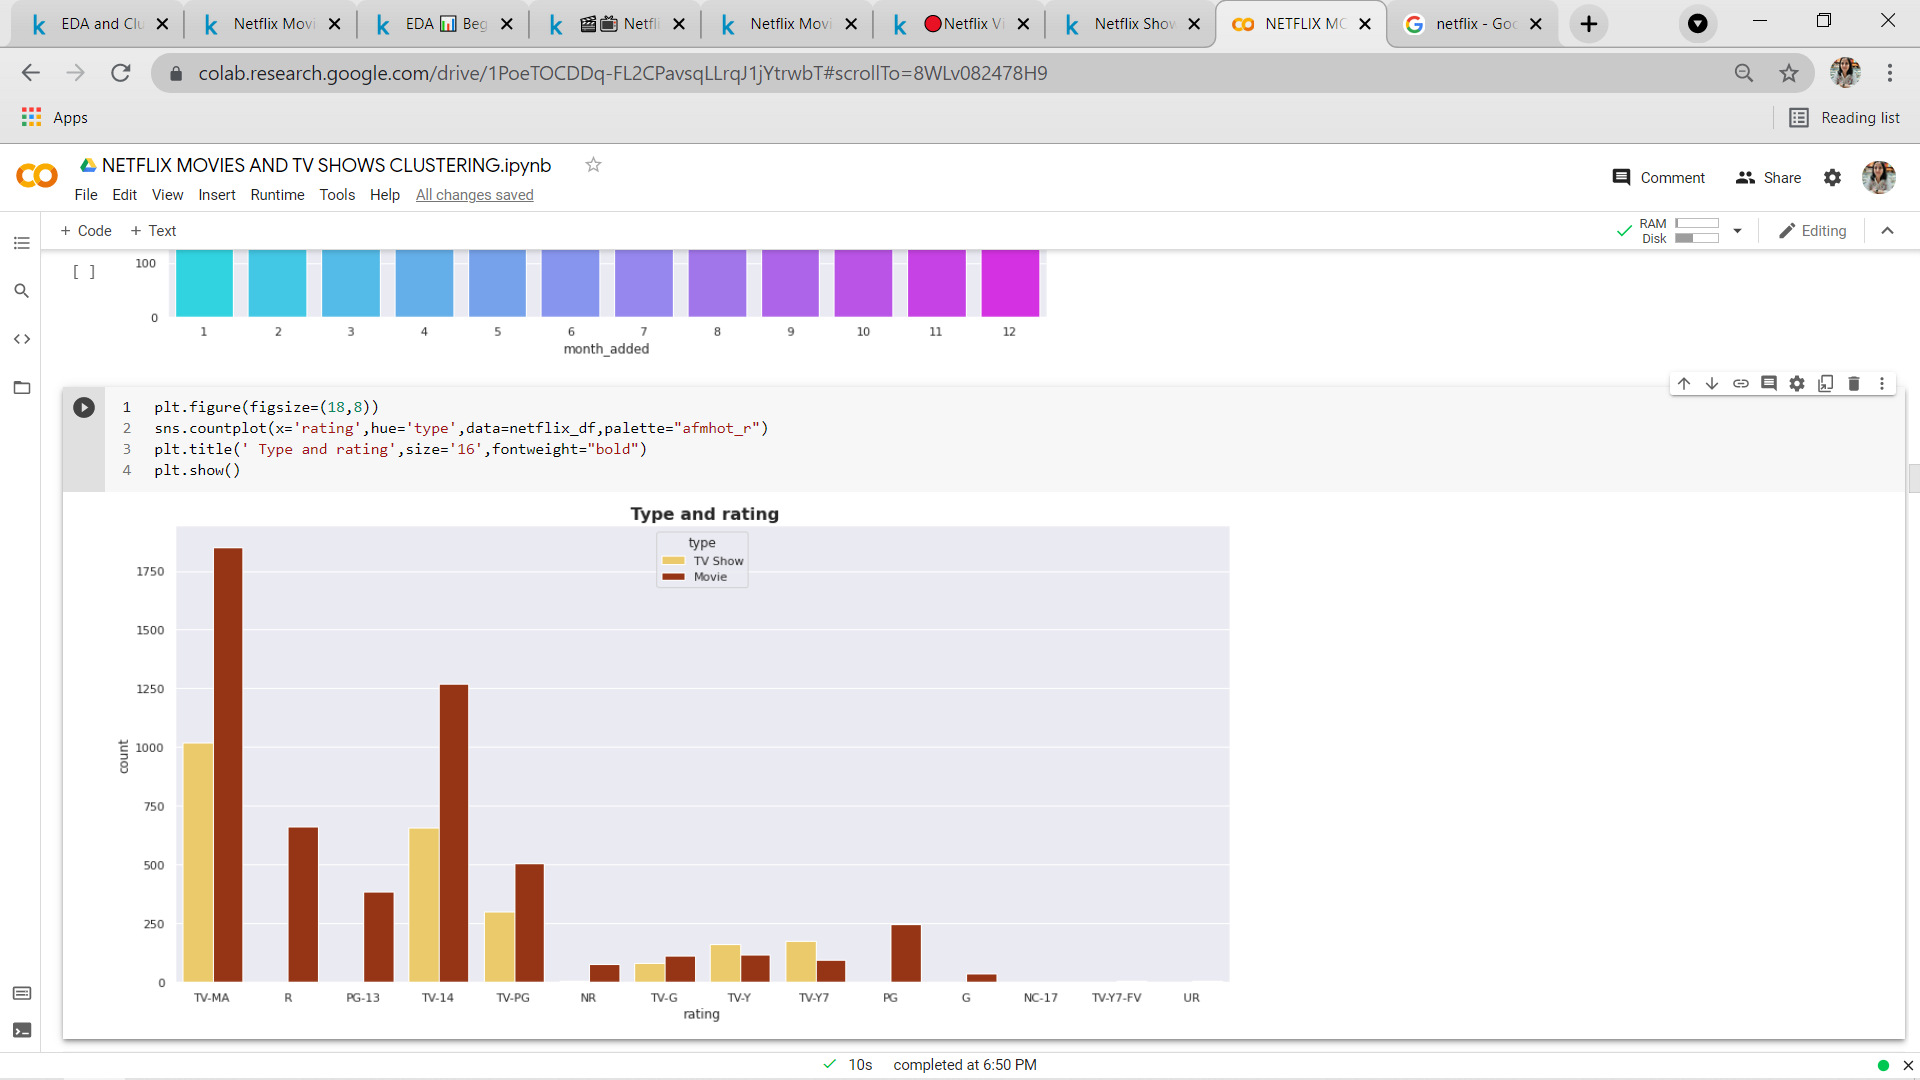 EDA and Clu
Netflix Movi
EDA 📊 Beg
🎬📺 Netfli
Netflix Movi
🔴Netflix Vi
Netflix Show
NETFLIX MO
netflix - Goo
colab.research.google.com/drive/1PoeTOCDDq-FL2CPavsqLLrqJ1jYtrwbT#scrollTo=8WLv082478H9
Apps
Reading list
NETFLIX MOVIES AND TV SHOWS CLUSTERING.ipynb
File Edit View Insert Runtime Tools Help All changes saved
Comment Share
+ Code + Text
RAM
Disk
Editing
[ ]
100
0
1 2 3 4 5 6 7 8 9 10 11 12
month_added
1 plt.figure(figsize=(18,8))
2 sns.countplot(x='rating',hue='type',data=netflix_df,palette="afmhot_r")
3 plt.title(' Type and rating',size='16',fontweight="bold")
4 plt.show()
Type and rating
type
TV Show
Movie
1750
1500
1250
1000
750
500
250
0
count
TV-MA R PG-13 TV-14 TV-PG NR TV-G TV-Y TV-Y7 PG G NC-17 TV-Y7-FV UR
rating
10s completed at 6:50 PM